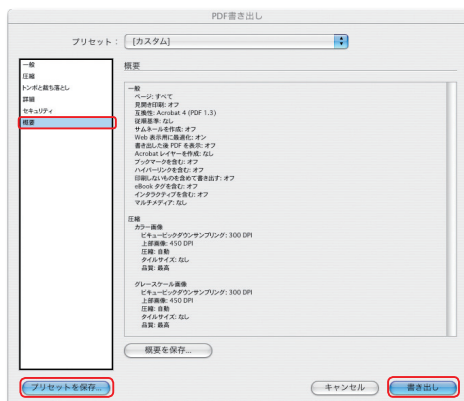 PDF書き出し
プリセット： [カスタム]
一般
圧縮
トンボと裁ち落とし
詳細
セキュリティ
概要
概要
一般
ページ: すべて
見開き印刷: オフ
互換性: Acrobat 4 (PDF 1.3)
従属基準: なし
サムネールを作成: オフ
Web 表示用に最適化: オン
書き出した後 PDF を表示: オフ
Acrobat レイヤーを作成: なし
ブックマークを含む: オフ
ハイパーリンクを含む: オフ
印刷しないものを含めて書き出す: オフ
eBook タグを含む: オフ
インタラクティブを含む: オフ
マルチメディア: なし
圧縮
カラー画像
ビキュービックダウンサンプリング: 300 DPI
上部画像: 450 DPI
圧縮: 自動
タイルサイズ: なし
品質: 最高
グレースケール画像
ビキュービックダウンサンプリング: 300 DPI
上部画像: 450 DPI
圧縮: 自動
タイルサイズ: なし
品質: 最高
概要を保存...
プリセットを保存...
キャンセル
書き出し